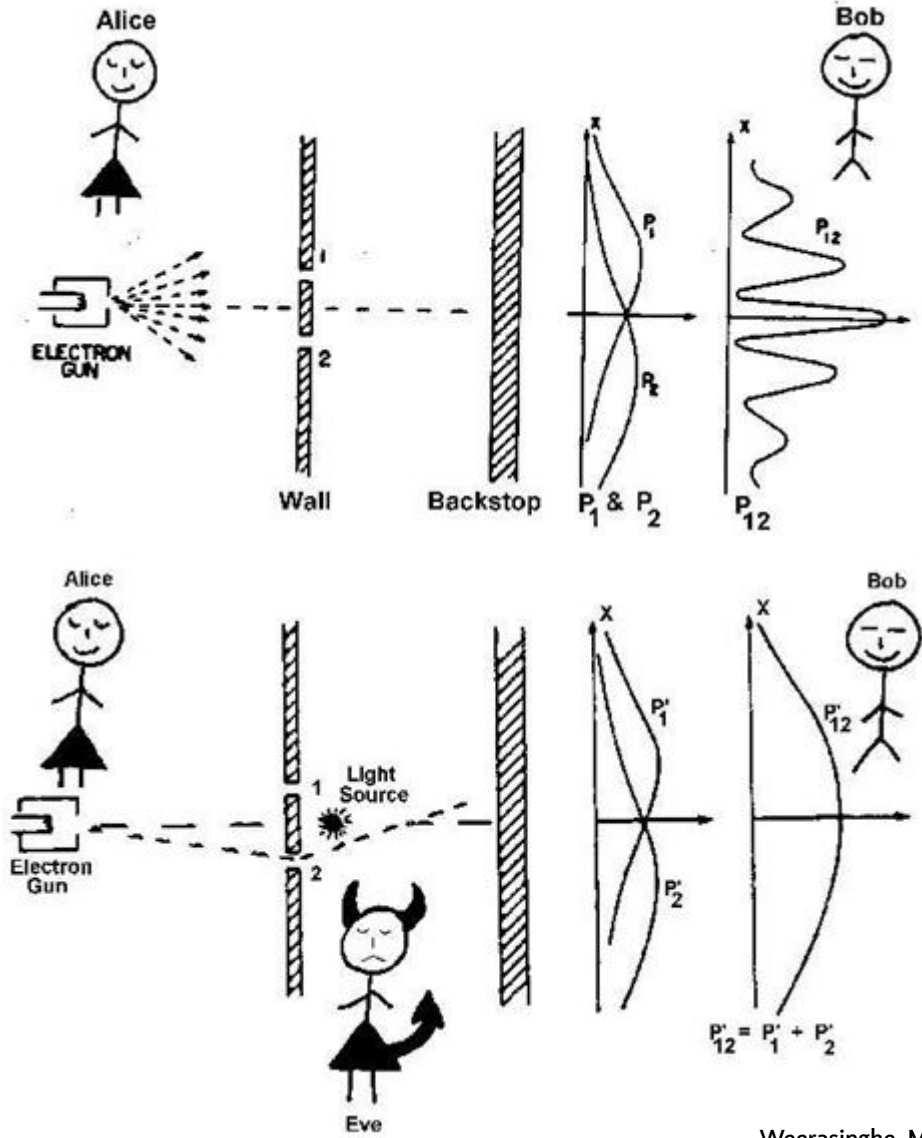 Alice
Bob
x
x
P₁
P₁₂
1
ELECTRON
GUN
2
P₂
Wall
Backstop
P₁ & P₂
P₁₂
Alice
Bob
X
X
P'₁
P'₁₂
1
Light
Source
Electron
Gun
2
P'₂
P'₁₂ = P'₁ + P'₂
Eve